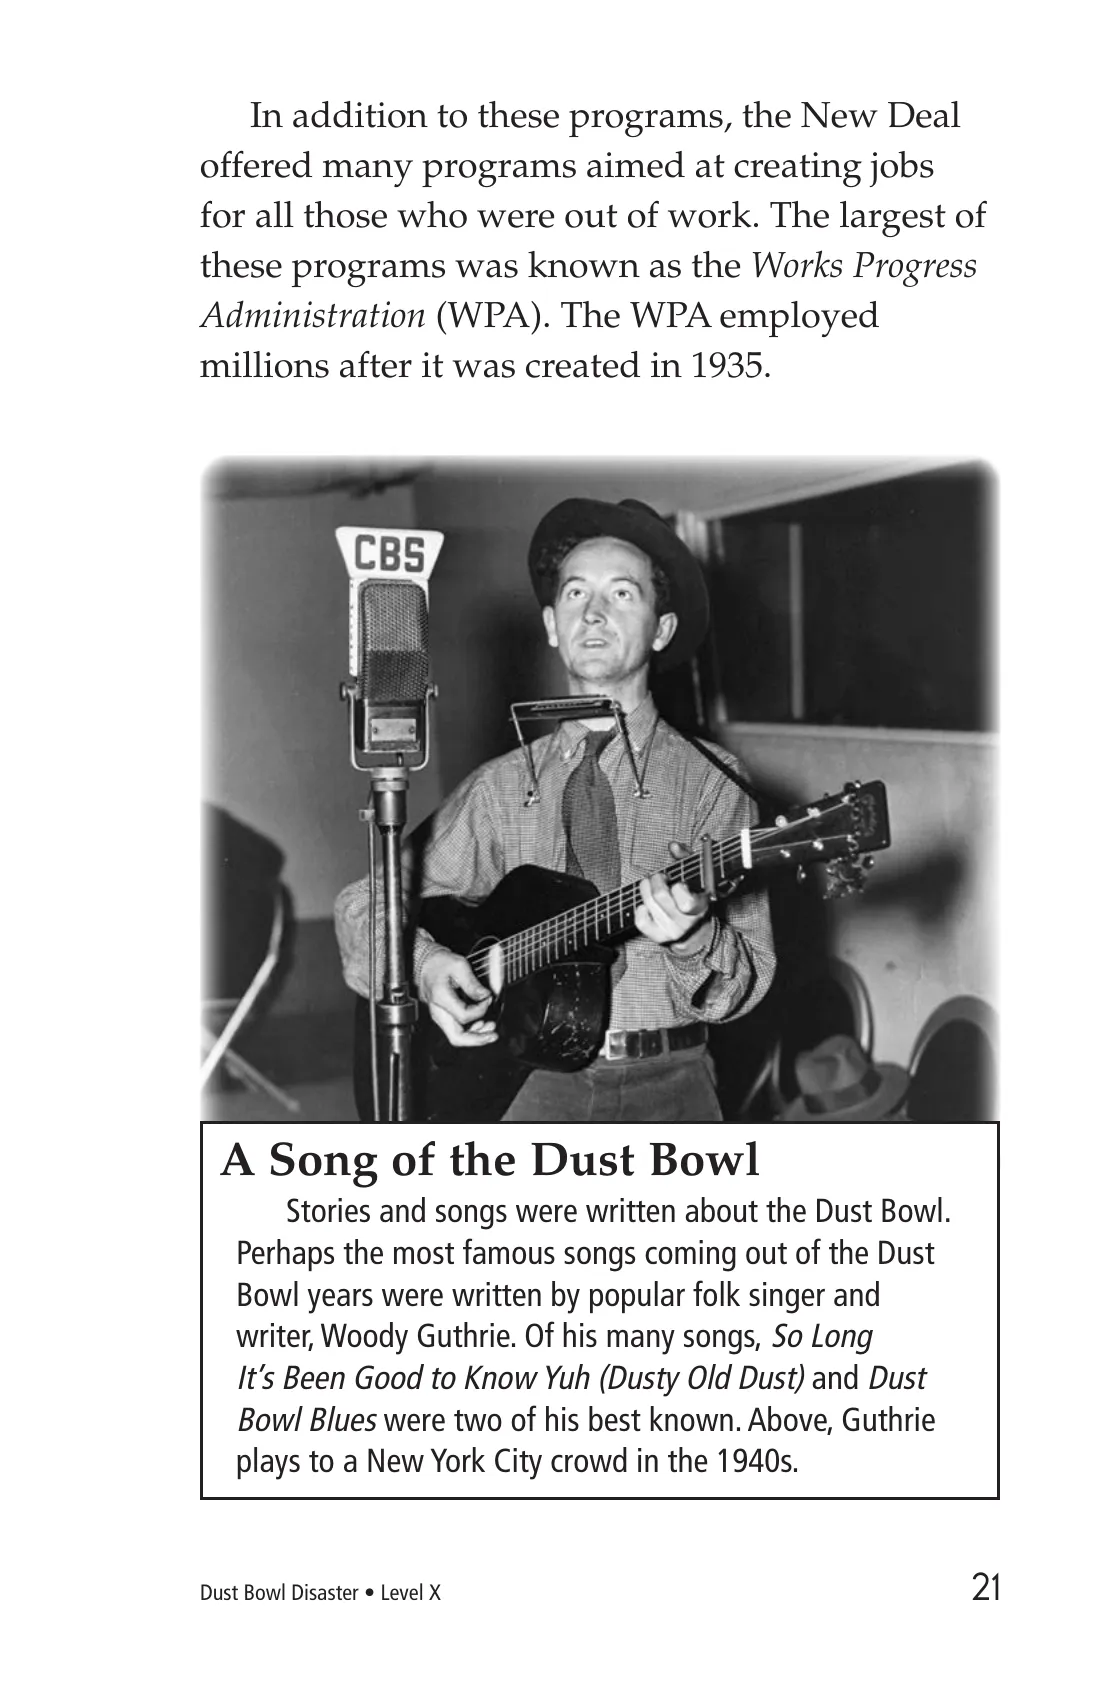 In addition to these programs, the New Deal
offered many programs aimed at creating jobs
for all those who were out of work. The largest of
these programs was known as the Works Progress
Administration (WPA). The WPA employed
millions after it was created in 1935.
CBS
A Song of the Dust Bowl
Stories and songs were written about the Dust Bowl.
Perhaps the most famous songs coming out of the Dust
Bowl years were written by popular folk singer and
writer, Woody Guthrie. Of his many songs, So Long
It’s Been Good to Know Yuh (Dusty Old Dust) and Dust
Bowl Blues were two of his best known. Above, Guthrie
plays to a New York City crowd in the 1940s.
Dust Bowl Disaster • Level X
21